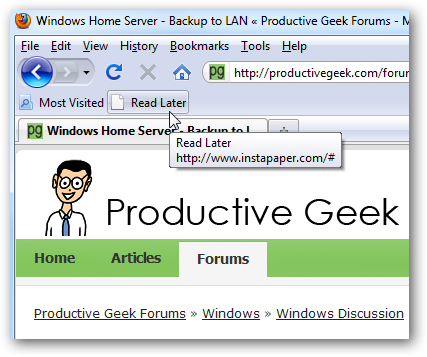 Windows Home Server - Backup to LAN « Productive Geek Forums - M
File Edit View History Bookmarks Tools Help
pg http://productivegeek.com/forum
Most Visited Read Later
pg Windows Home Server - Backup to l...
Read Later
http://www.instapaper.com/#
Productive Geek
Home Articles Forums
Productive Geek Forums » Windows » Windows Discussion